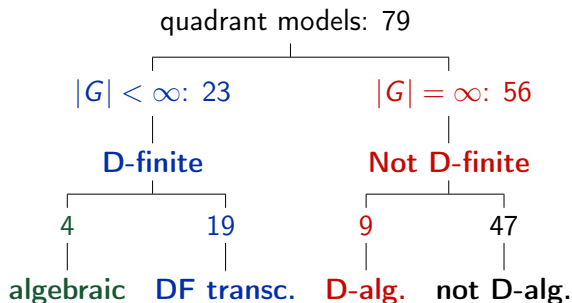 quadrant models: 79
|G| < ∞: 23 |G| = ∞: 56
D-finite Not D-finite
4 19 9 47
algebraic DF transc. D-alg. not D-alg.